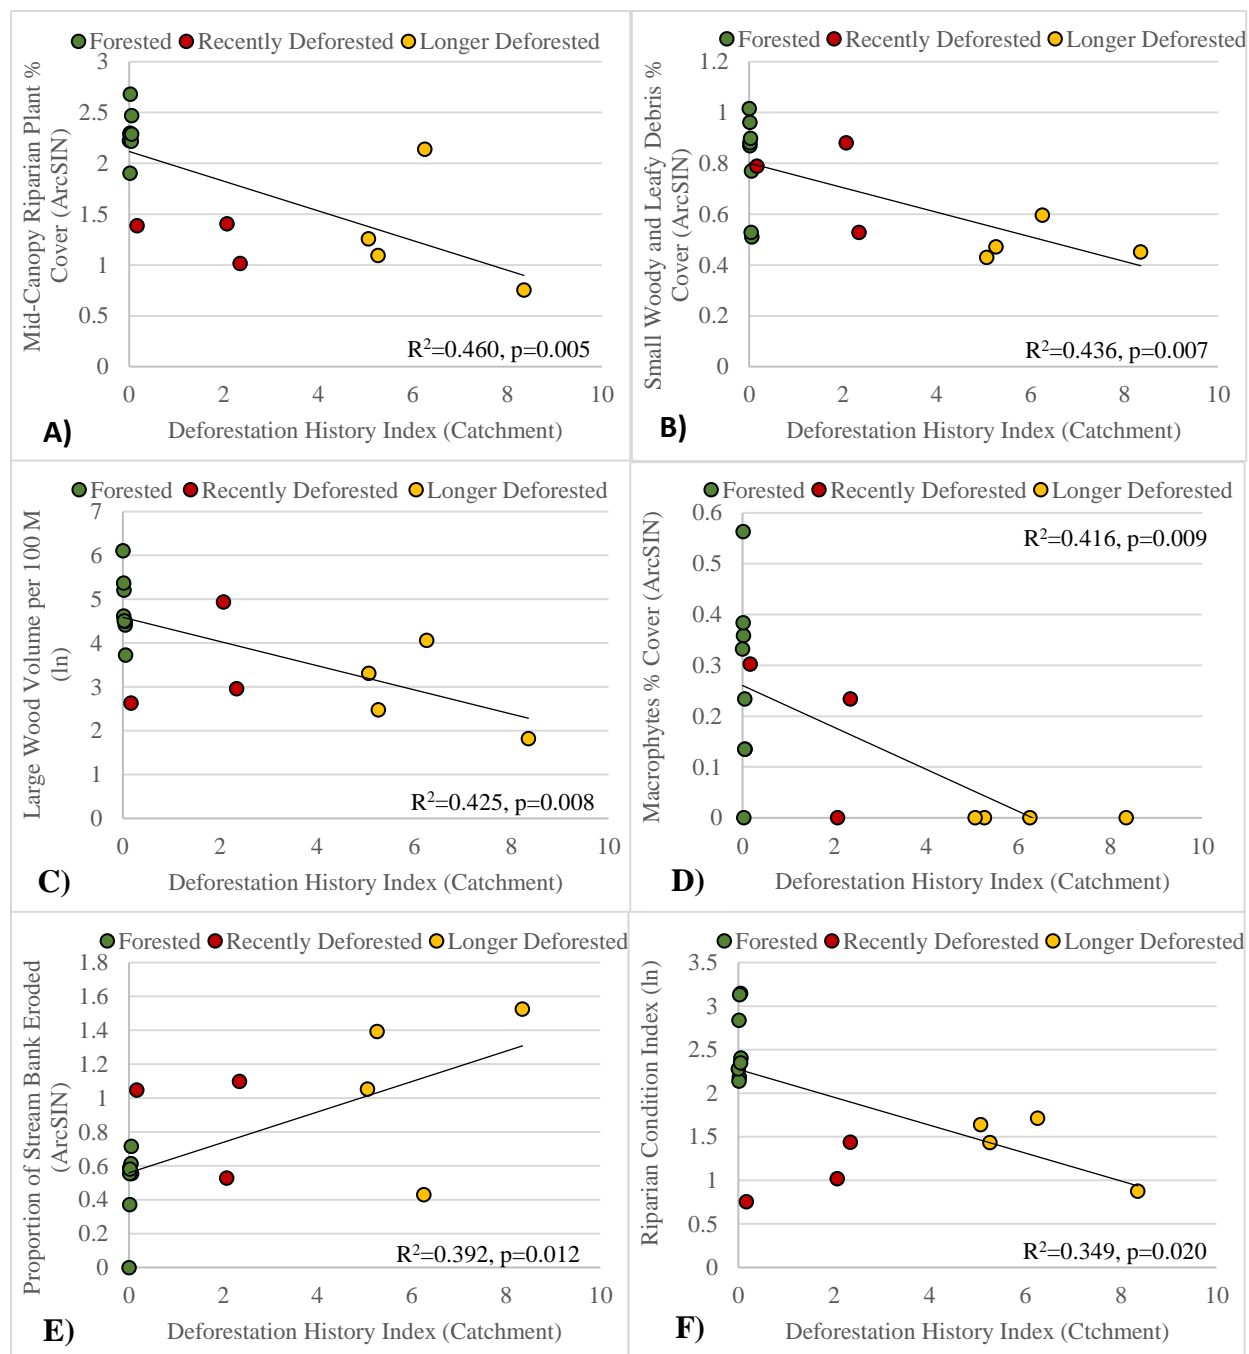 Forested Recently Deforested Longer Deforested
Mid-Canopy Riparian Plant %
Cover (ArcSIN)
3
2.5
2
1.5
1
0.5
0
R²=0.460, p=0.005
0 2 4 6 8 10
A)
Deforestation History Index (Catchment)
Forested Recently Deforested Longer Deforested
Small Woody and Leafy Debris %
Cover (ArcSIN)
1.2
1
0.8
0.6
0.4
0.2
0
R²=0.436, p=0.007
0 2 4 6 8 10
B)
Deforestation History Index (Catchment)
Forested Recently Deforested Longer Deforested
Large Wood Volume per 100 M
(ln)
7
6
5
4
3
2
1
0
R²=0.425, p=0.008
0 2 4 6 8 10
C)
Deforestation History Index (Catchment)
Forested Recently Deforested Longer Deforested
Macrophytes % Cover (ArcSIN)
0.6
0.5
0.4
0.3
0.2
0.1
0
R²=0.416, p=0.009
0 2 4 6 8 10
D)
Deforestation History Index (Catchment)
Forested Recently Deforested Longer Deforested
Proportion of Stream Bank Eroded
(ArcSIN)
1.8
1.6
1.4
1.2
1
0.8
0.6
0.4
0.2
0
R²=0.392, p=0.012
0 2 4 6 8 10
E)
Deforestation History Index (Catchment)
Forested Recently Deforested Longer Deforested
Riparian Condition Index (ln)
3.5
3
2.5
2
1.5
1
0.5
0
R²=0.349, p=0.020
0 2 4 6 8 10
F)
Deforestation History Index (Ctchment)